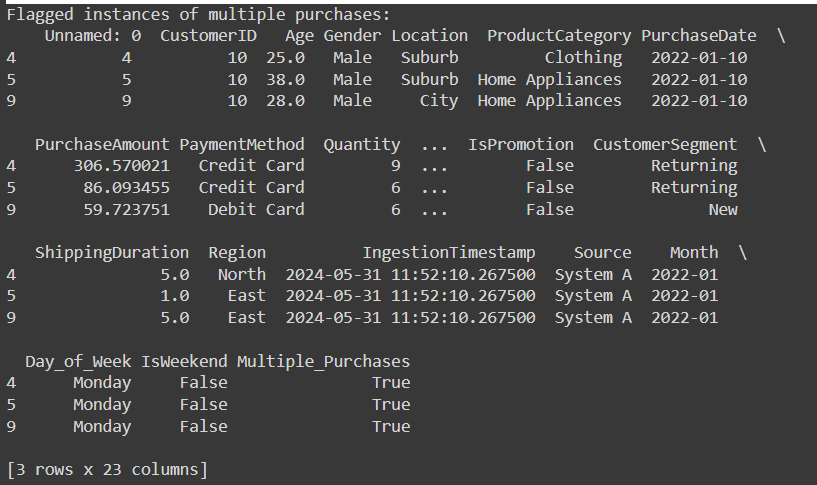 Flagged instances of multiple purchases:
    Unnamed: 0  CustomerID   Age Gender Location   ProductCategory PurchaseDate  \
4            4          10  25.0   Male   Suburb          Clothing   2022-01-10
5            5          10  38.0   Male   Suburb  Home Appliances   2022-01-10
9            9          10  28.0   Male     City  Home Appliances   2022-01-10

   PurchaseAmount PaymentMethod  Quantity  ...  IsPromotion  CustomerSegment  \
4      306.570021   Credit Card         9  ...        False        Returning
5       86.093455   Credit Card         6  ...        False        Returning
9       59.723751    Debit Card         6  ...        False              New

   ShippingDuration  Region         IngestionTimestamp    Source    Month  \
4               5.0   North 2024-05-31 11:52:10.267500  System A  2022-01
5               1.0    East 2024-05-31 11:52:10.267500  System A  2022-01
9               5.0    East 2024-05-31 11:52:10.267500  System A  2022-01

  Day_of_Week IsWeekend Multiple_Purchases
4      Monday     False               True
5      Monday     False               True
9      Monday     False               True

[3 rows x 23 columns]